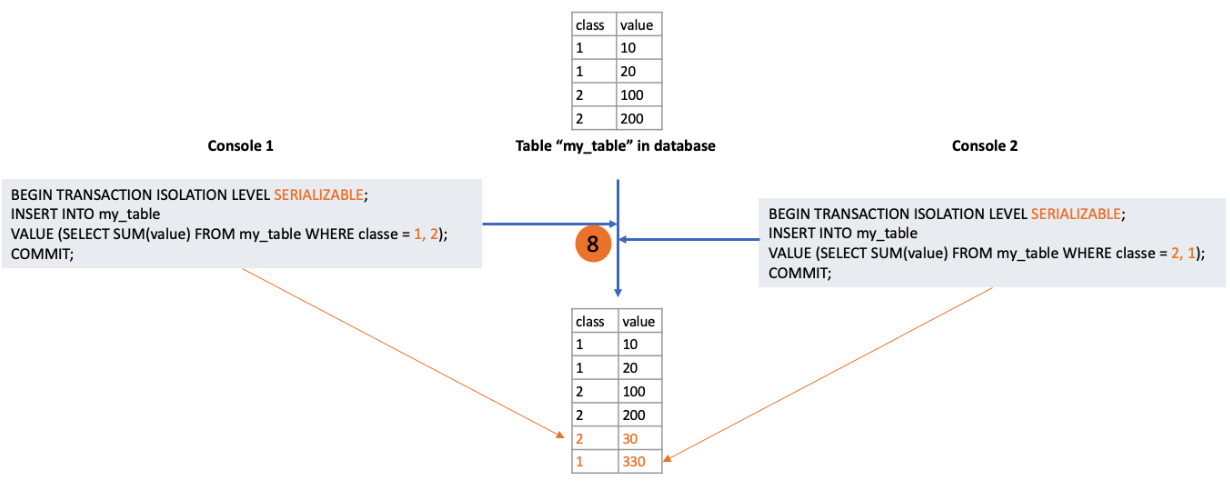 class value
1 10
1 20
2 100
2 200
Console 1
Table “my_table” in database
Console 2
BEGIN TRANSACTION ISOLATION LEVEL SERIALIZABLE;
INSERT INTO my_table
VALUE (SELECT SUM(value) FROM my_table WHERE classe = 1, 2);
COMMIT;
8
BEGIN TRANSACTION ISOLATION LEVEL SERIALIZABLE;
INSERT INTO my_table
VALUE (SELECT SUM(value) FROM my_table WHERE classe = 2, 1);
COMMIT;
class value
1 10
1 20
2 100
2 200
2 30
1 330